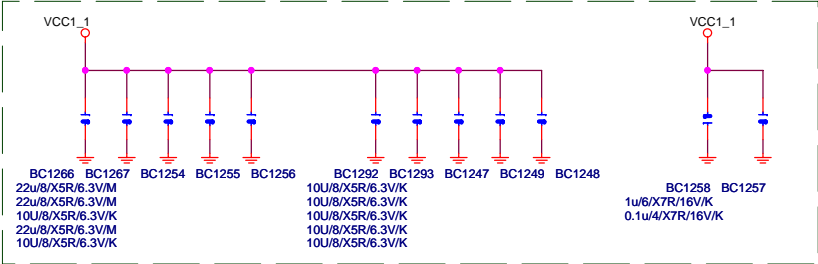 VCC1_1 VCC1_1
BC1266 BC1267 BC1254 BC1255 BC1256 BC1292 BC1293 BC1247 BC1249 BC1248
22u/8/X5R/6.3V/M 10U/8/X5R/6.3V/K BC1258 BC1257
22u/8/X5R/6.3V/M 10U/8/X5R/6.3V/K 1u/6/X7R/16V/K
10U/8/X5R/6.3V/K 10U/8/X5R/6.3V/K 0.1u/4/X7R/16V/K
22u/8/X5R/6.3V/M 10U/8/X5R/6.3V/K
10U/8/X5R/6.3V/K 10U/8/X5R/6.3V/K